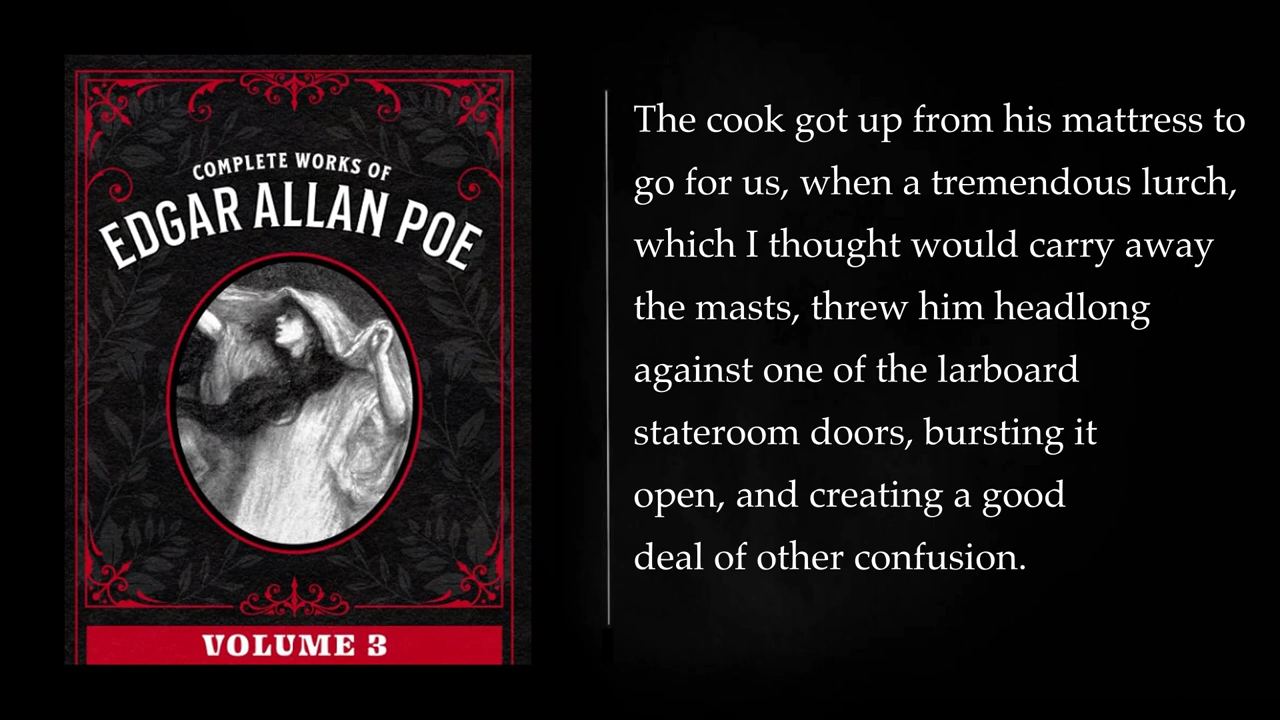 COMPLETE WORKS OF
EDGAR ALLAN POE
VOLUME 3
The cook got up from his mattress to
go for us, when a tremendous lurch,
which I thought would carry away
the masts, threw him headlong
against one of the larboard
stateroom doors, bursting it
open, and creating a good
deal of other confusion.